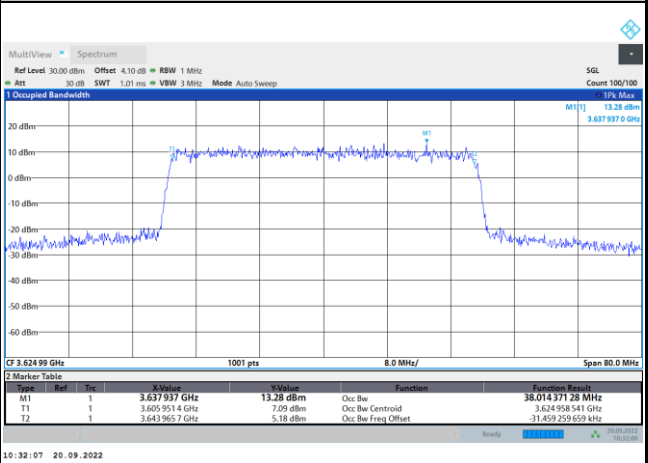 MultiView Spectrum
Ref Level 30.00 dBm Offset 4.10 dB RBW 1 MHz SGL
Att 30 dB SWT 1.01 ms VBW 3 MHz Mode Auto Sweep Count 100/100
1 Occupied Bandwidth 1Pk Max
M1[1] 13.28 dBm
3.637 937 0 GHz
20 dBm
M1
T1
10 dBm
0 dBm
-10 dBm
-20 dBm
-30 dBm
-40 dBm
-50 dBm
-60 dBm
CF 3.624 99 GHz 1001 pts 8.0 MHz/ Span 80.0 MHz
2 Marker Table
Type Ref Trc X-Value Y-Value Function Function Result
M1 1 3.637 937 GHz 13.28 dBm Occ Bw 38.014 371 28 MHz
T1 1 3.605 951 4 GHz 7.09 dBm Occ Bw Centroid 3.624 958 541 GHz
T2 1 3.643 965 7 GHz 5.18 dBm Occ Bw Freq Offset -31.459 259 659 kHz
Ready 20.09.2022
10:32:06
10:32:07 20.09.2022